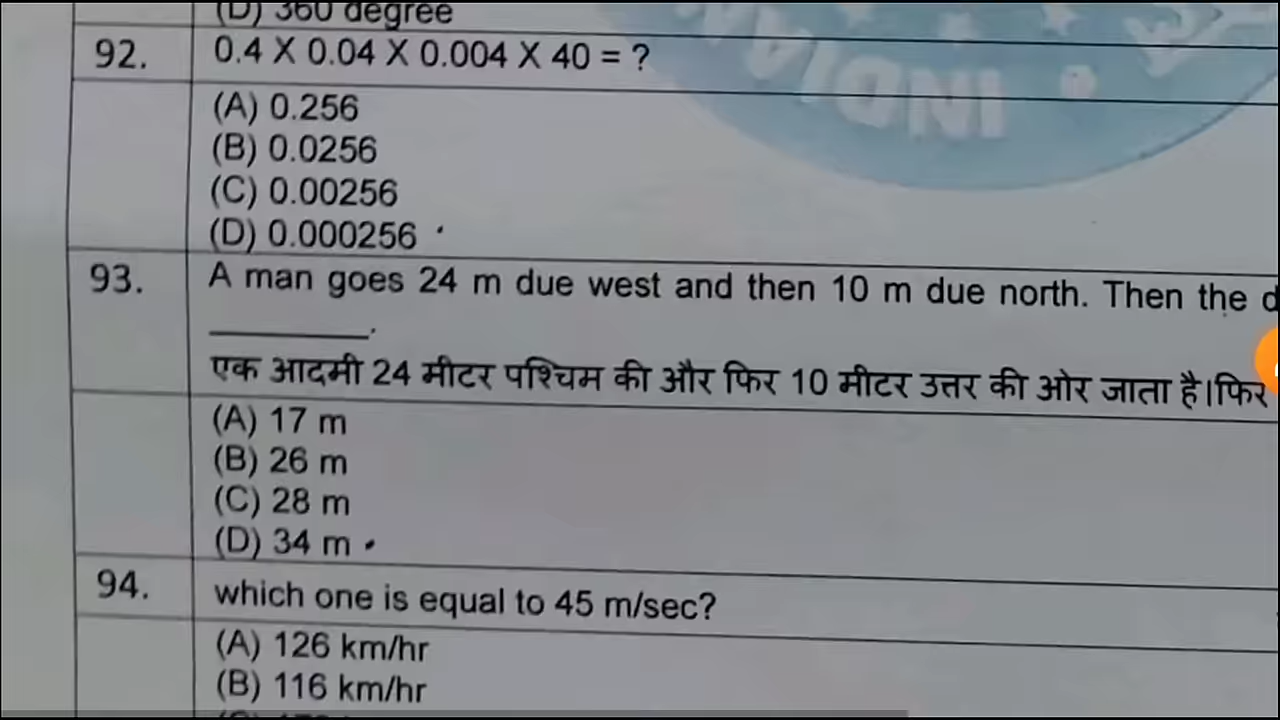 (D) 360 degree
92.
0.4 X 0.04 X 0.004 X 40 = ?
(A) 0.256
(B) 0.0256
(C) 0.00256
(D) 0.000256
INDIA
93.
A man goes 24 m due west and then 10 m due north. Then the d
एक आदमी 24 मीटर पश्चिम की और फिर 10 मीटर उत्तर की ओर जाता है।फिर
(A) 17 m
(B) 26 m
(C) 28 m
(D) 34 m
94.
which one is equal to 45 m/sec?
(A) 126 km/hr
(B) 116 km/hr